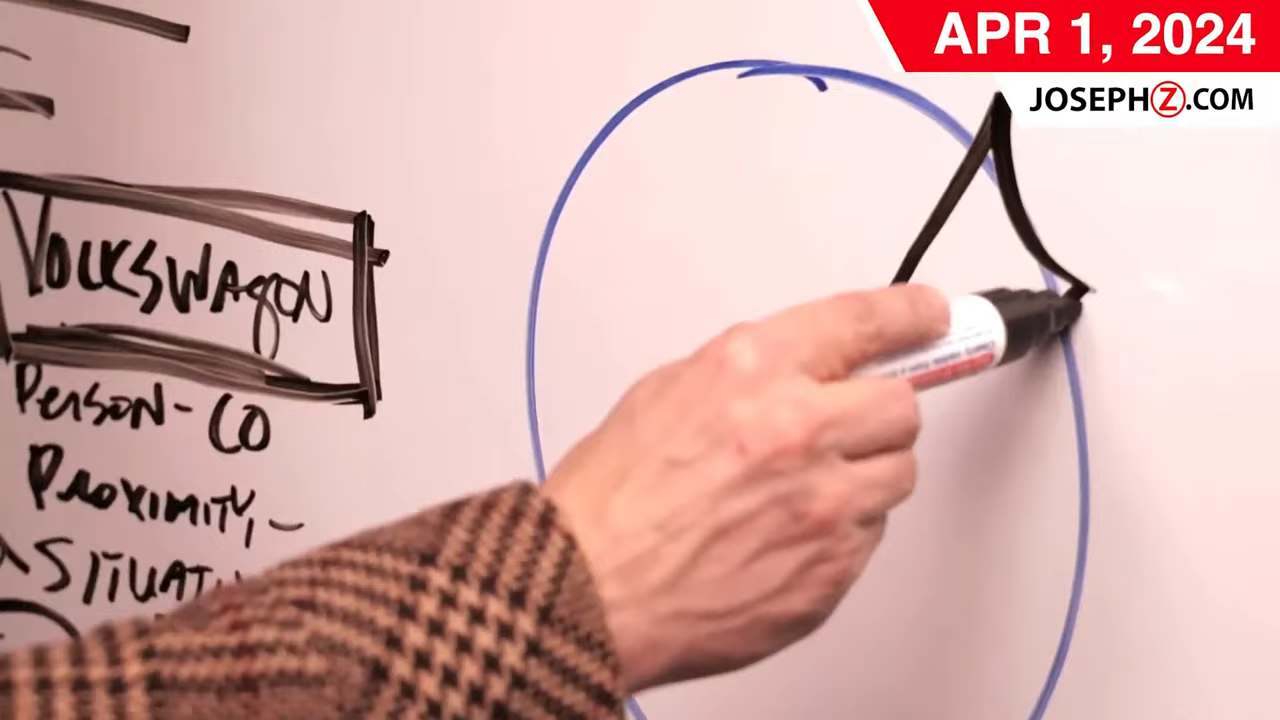 APR 1, 2024
JOSEPHZ.COM
VOLKSWAgON
PERSON - CO
PROXIMITY, -
SITUAT